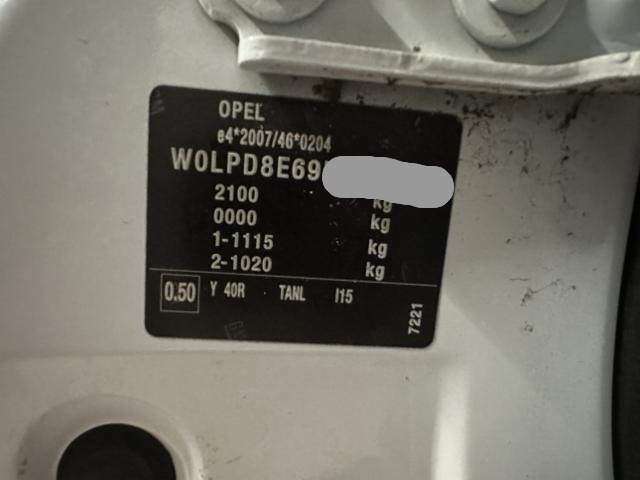 OPEL
e4*2007/46*0204
W0LPD8E69
2100 kg
0000 kg
1-1115 kg
2-1020 kg
0.50 Y 40R TANL I15
7221